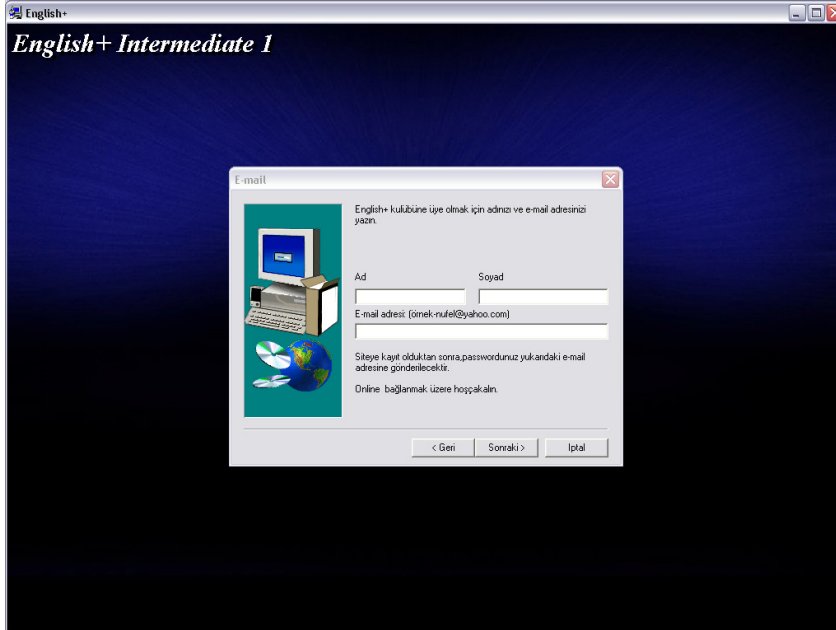 English+
English+ Intermediate 1
E-mail
English+ kulübüne üye olmak için adınızı ve e-mail adresinizi
yazın.
Ad
Soyad
E-mail adresi: (örnek-nufel@yahoo.com)
Siteye kayıt olduktan sonra,passwordunuz yukarıdaki e-mail
adresine gönderilecektir.
Online bağlanmak üzere hoşçakalın.
< Geri
Sonraki >
Iptal